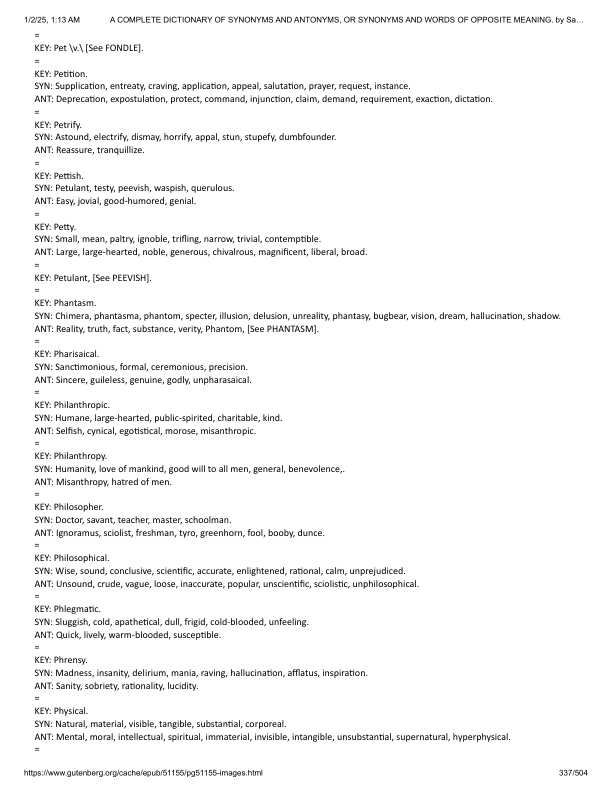 1/2/25, 1:13 AM A COMPLETE DICTIONARY OF SYNONYMS AND ANTONYMS, OR SYNONYMS AND WORDS OF OPPOSITE MEANING. by Sa…
=
KEY: Pet \v.\ [See FONDLE].
=
KEY: Petition.
SYN: Supplication, entreaty, craving, application, appeal, salutation, prayer, request, instance.
ANT: Deprecation, expostulation, protect, command, injunction, claim, demand, requirement, exaction, dictation.
=
KEY: Petrify.
SYN: Astound, electrify, dismay, horrify, appal, stun, stupefy, dumbfounder.
ANT: Reassure, tranquillize.
=
KEY: Pettish.
SYN: Petulant, testy, peevish, waspish, querulous.
ANT: Easy, jovial, good-humored, genial.
=
KEY: Petty.
SYN: Small, mean, paltry, ignoble, trifling, narrow, trivial, contemptible.
ANT: Large, large-hearted, noble, generous, chivalrous, magnificent, liberal, broad.
=
KEY: Petulant, [See PEEVISH].
=
KEY: Phantasm.
SYN: Chimera, phantasma, phantom, specter, illusion, delusion, unreality, phantasy, bugbear, vision, dream, hallucination, shadow.
ANT: Reality, truth, fact, substance, verity, Phantom, [See PHANTASM].
=
KEY: Pharisaical.
SYN: Sanctimonious, formal, ceremonious, precision.
ANT: Sincere, guileless, genuine, godly, unpharasaical.
=
KEY: Philanthropic.
SYN: Humane, large-hearted, public-spirited, charitable, kind.
ANT: Selfish, cynical, egotistical, morose, misanthropic.
=
KEY: Philanthropy.
SYN: Humanity, love of mankind, good will to all men, general, benevolence,.
ANT: Misanthropy, hatred of men.
=
KEY: Philosopher.
SYN: Doctor, savant, teacher, master, schoolman.
ANT: Ignoramus, sciolist, freshman, tyro, greenhorn, fool, booby, dunce.
=
KEY: Philosophical.
SYN: Wise, sound, conclusive, scientific, accurate, enlightened, rational, calm, unprejudiced.
ANT: Unsound, crude, vague, loose, inaccurate, popular, unscientific, sciolistic, unphilosophical.
=
KEY: Phlegmatic.
SYN: Sluggish, cold, apathetical, dull, frigid, cold-blooded, unfeeling.
ANT: Quick, lively, warm-blooded, susceptible.
=
KEY: Phrensy.
SYN: Madness, insanity, delirium, mania, raving, hallucination, afflatus, inspiration.
ANT: Sanity, sobriety, rationality, lucidity.
=
KEY: Physical.
SYN: Natural, material, visible, tangible, substantial, corporeal.
ANT: Mental, moral, intellectual, spiritual, immaterial, invisible, intangible, unsubstantial, supernatural, hyperphysical.
=
https://www.gutenberg.org/cache/epub/51155/pg51155-images.html 337/504